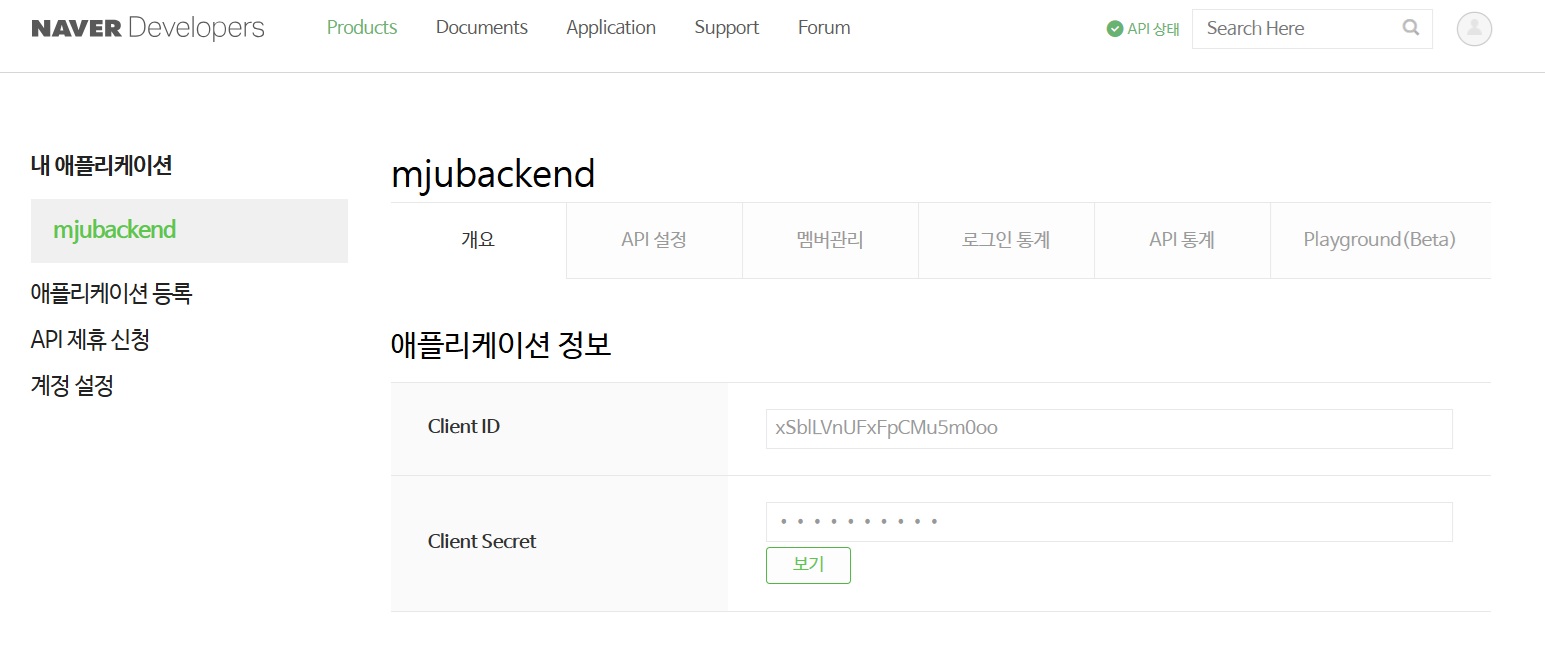 NAVER Developers Products Documents Application Support Forum API 상태 Search Here
내 애플리케이션
mjubackend
애플리케이션 등록
API 제휴 신청
계정 설정
mjubackend
개요 API 설정 멤버관리 로그인 통계 API 통계 Playground(Beta)
애플리케이션 정보
Client ID xSblLVnUFxFpCMu5m0oo
Client Secret ••••••••••
보기